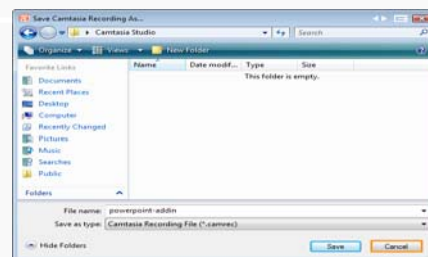 Save Camtasia Recording As...
Camtasia Studio
Search
Organize Views New Folder
Favorite Links
Name Date modif... Type Size
This folder is empty.
Documents
Recent Places
Desktop
Computer
Recently Changed
Pictures
Music
Searches
Public
Folders
File name: powerpoint-addin
Save as type: Camtasia Recording File (*.camrec)
Hide Folders Save Cancel